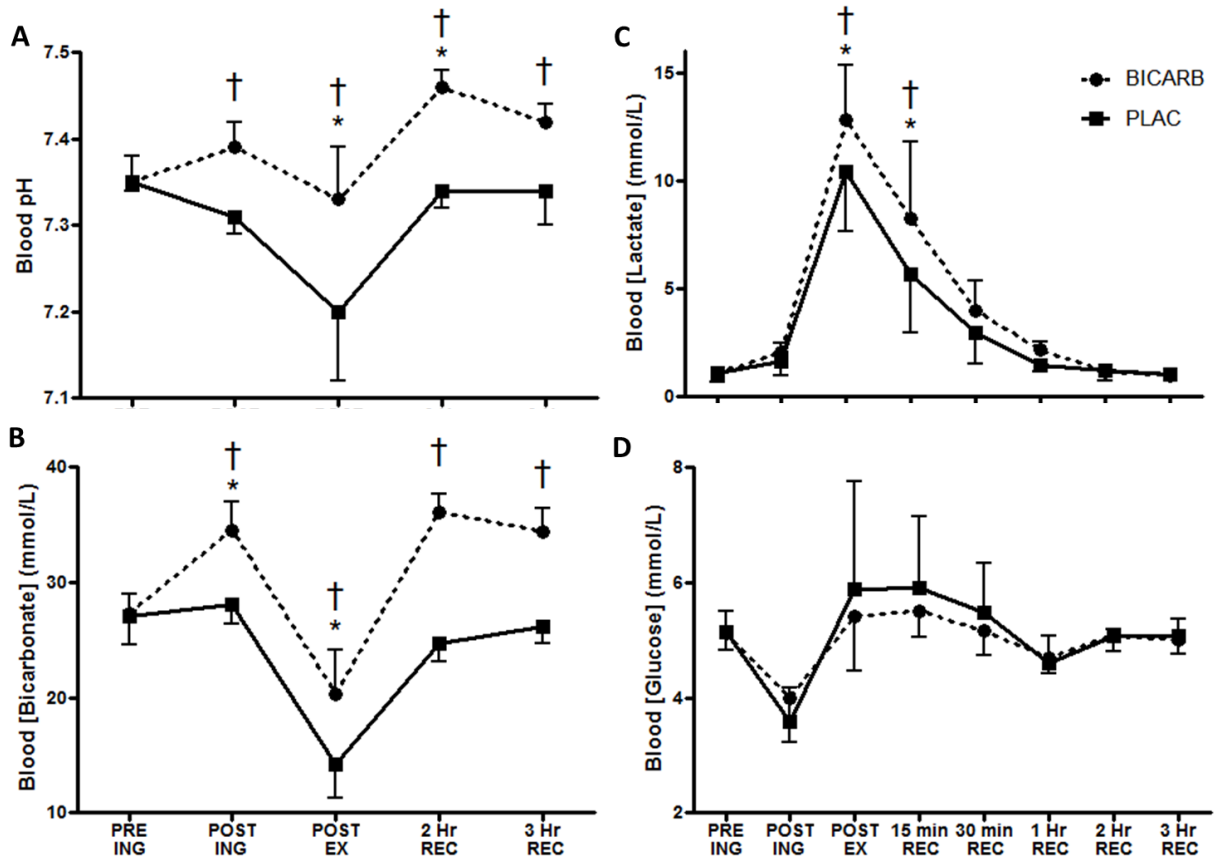 A
Blood pH
7.5
7.4
7.3
7.2
7.1
†
†
*
†
*
†
C
Blood [Lactate] (mmol/L)
15
10
5
0
†
*
†
*
BICARB
PLAC
B
Blood [Bicarbonate] (mmol/L)
40
30
20
10
†
*
†
*
†
†
PRE ING
POST ING
POST EX
2 Hr REC
3 Hr REC
D
Blood [Glucose] (mmol/L)
8
6
4
2
PRE ING
POST ING
POST EX
15 min REC
30 min REC
1 Hr REC
2 Hr REC
3 Hr REC